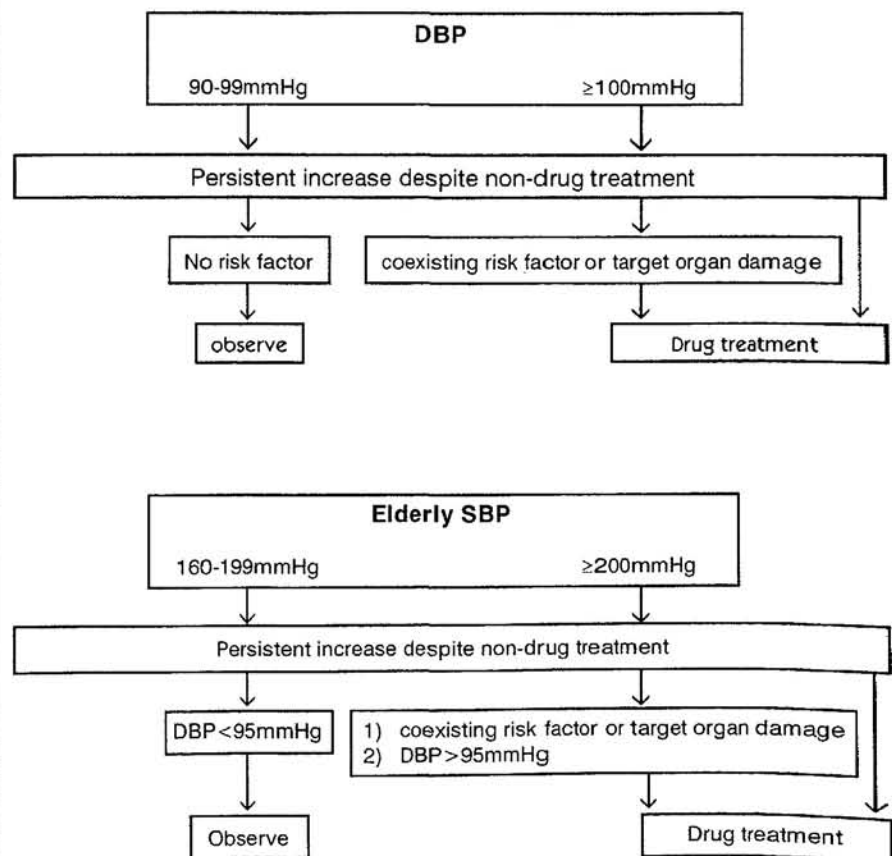 DBP
90-99mmHg ≥100mmHg
Persistent increase despite non-drug treatment
No risk factor coexisting risk factor or target organ damage
observe Drug treatment
Elderly SBP
160-199mmHg ≥200mmHg
Persistent increase despite non-drug treatment
DBP<95mmHg 1) coexisting risk factor or target organ damage
2) DBP>95mmHg
Observe Drug treatment